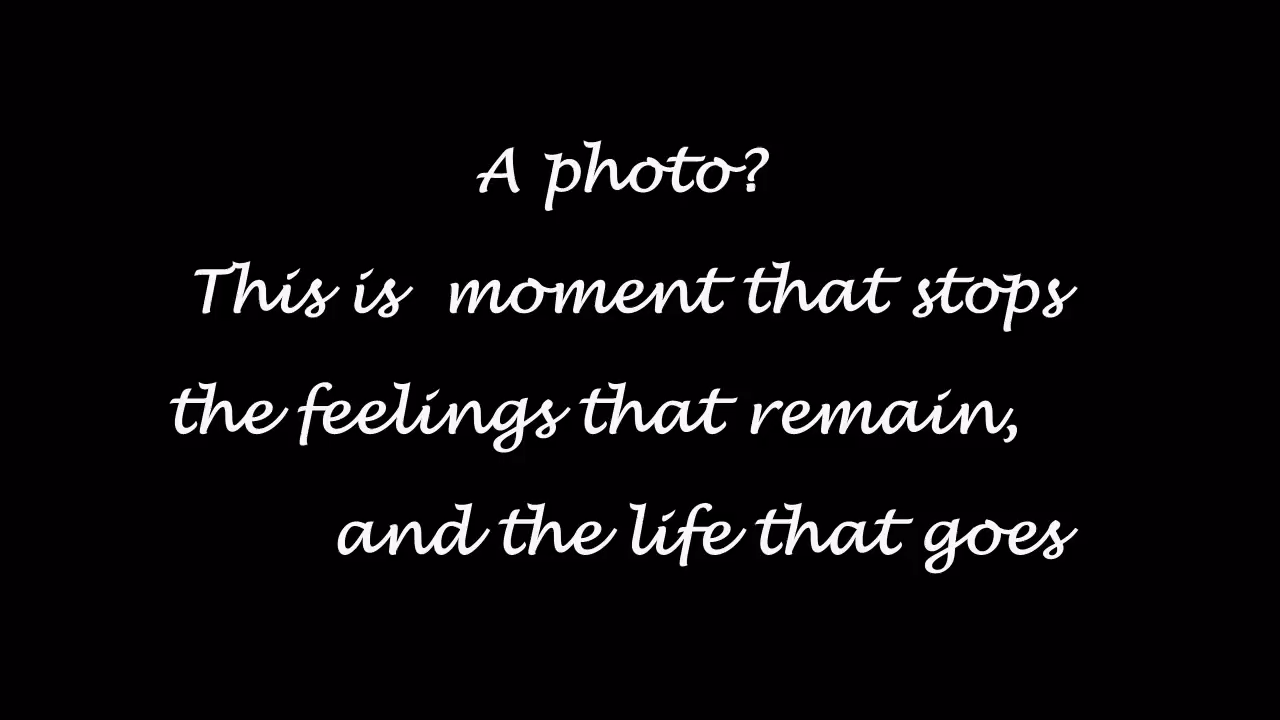 A photo?
This is moment that stops
the feelings that remain,
and the life that goes